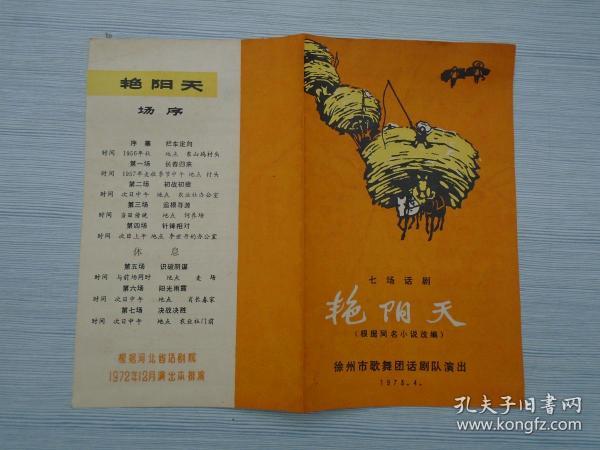 艳阳天
场序
序幕 拦车定向
时间 1956年秋 地点 东山坞村头
第一场 长春归来
时间 1957年麦收季节中午 地点 村头
第二场 初战初捷
时间 次日中午 地点 农业社办公室
第三场 追根寻源
时间 当日傍晚 地点 饲养场
第四场 针锋相对
时间 次日上午 地点 李世丹的办公室
休息
第五场 识破阴谋
时间 与前场同时 地点 麦场
第六场 阳光雨露
时间 次日中午 地点 肖长春家
第七场 决战决胜
时间 次日中午 地点 农业社门前
根据河北省话剧院
1972年12月演出本排演
七场话剧
艳阳天
(根据同名小说改编)
徐州市歌舞团话剧队演出
197 .4.
孔夫子旧书网
www.kongfz.com